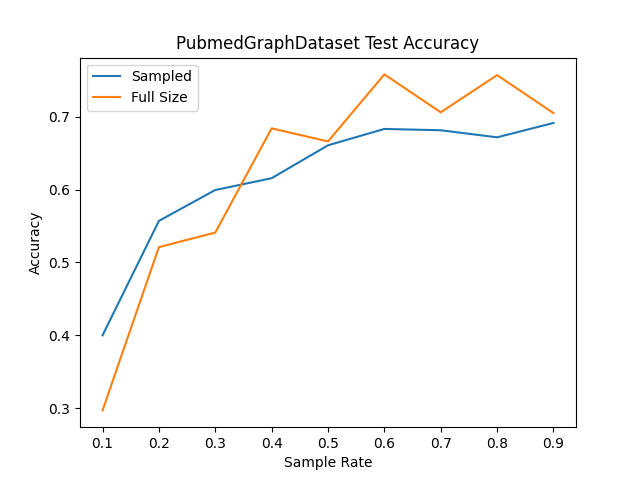 PubmedGraphDataset Test Accuracy
Sampled
Full Size
0.7
0.6
0.5
0.4
0.3
Accuracy
0.1 0.2 0.3 0.4 0.5 0.6 0.7 0.8 0.9
Sample Rate